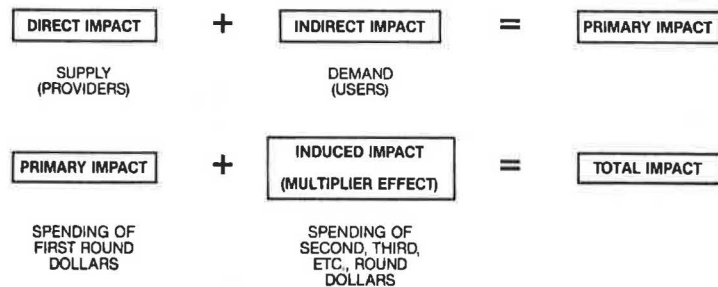 DIRECT IMPACT + INDIRECT IMPACT = PRIMARY IMPACT
SUPPLY
(PROVIDERS)
DEMAND
(USERS)
PRIMARY IMPACT + INDUCED IMPACT
(MULTIPLIER EFFECT) = TOTAL IMPACT
SPENDING OF
FIRST ROUND
DOLLARS
SPENDING OF
SECOND, THIRD,
ETC., ROUND
DOLLARS